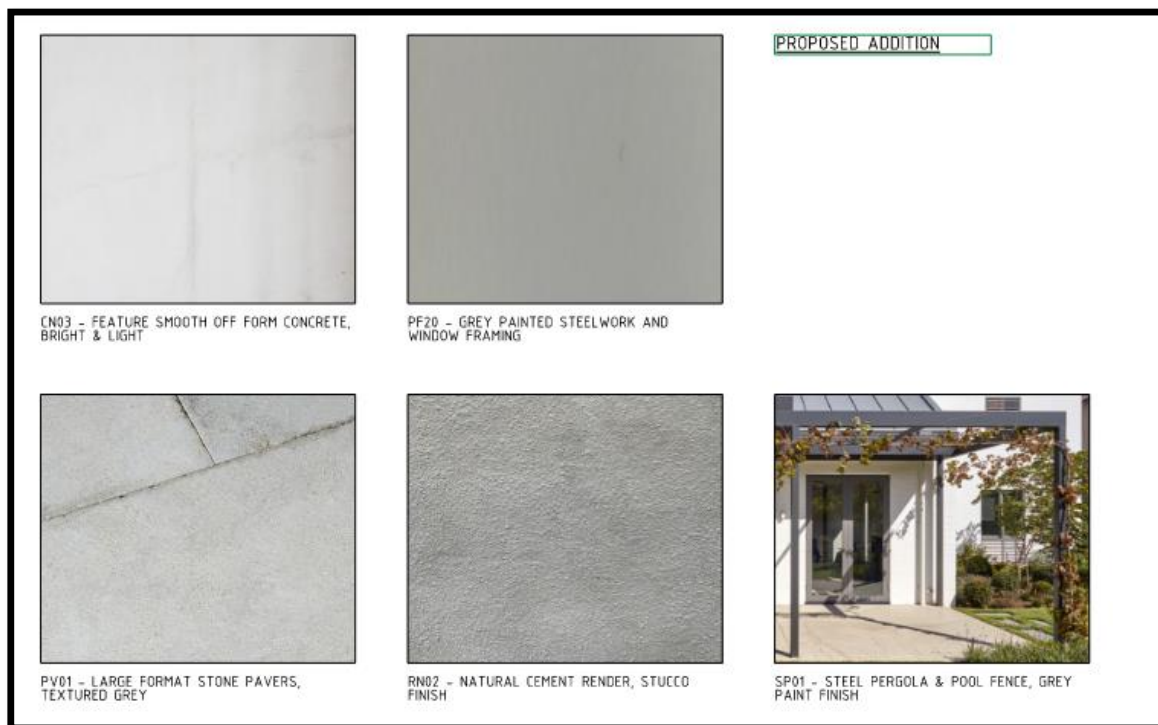 PROPOSED ADDITION
CN03 - FEATURE SMOOTH OFF FORM CONCRETE,
BRIGHT & LIGHT
PF20 - GREY PAINTED STEELWORK AND
WINDOW FRAMING
PV01 - LARGE FORMAT STONE PAVERS,
TEXTURED GREY
RN02 - NATURAL CEMENT RENDER, STUCCO
FINISH
SP01 - STEEL PERGOLA & POOL FENCE, GREY
PAINT FINISH